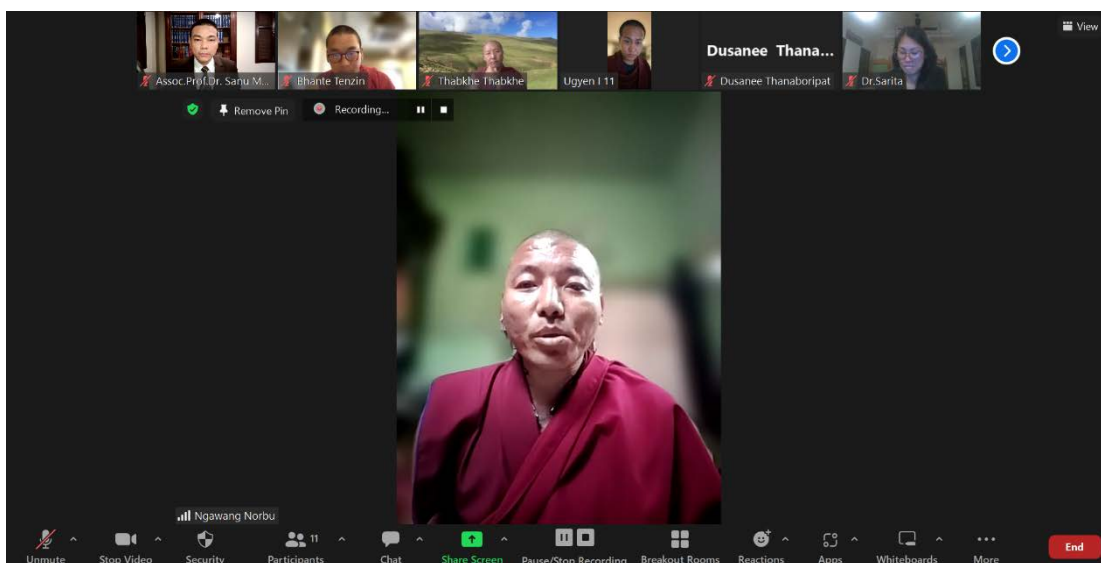 View
Dusanee Thana...
Assoc.Prof.Dr. Sanu M...
Bhante Tenzin
Thabkhe Thabkhe
Ugyen I 11
Dusanee Thanaboripat
Dr.Sarita
Remove Pin
Recording...
Ngawang Norbu
11
Unmute
Stop Video
Security
Participants
Chat
Share Screen
Pause/Stop Recording
Breakout Rooms
Reactions
Apps
Whiteboards
More
End